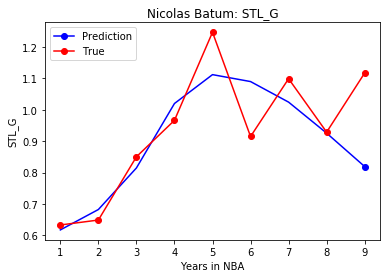 Nicolas Batum: STL_G
Prediction
True
STL_G
1.2
1.1
1.0
0.9
0.8
0.7
0.6
1 2 3 4 5 6 7 8 9
Years in NBA